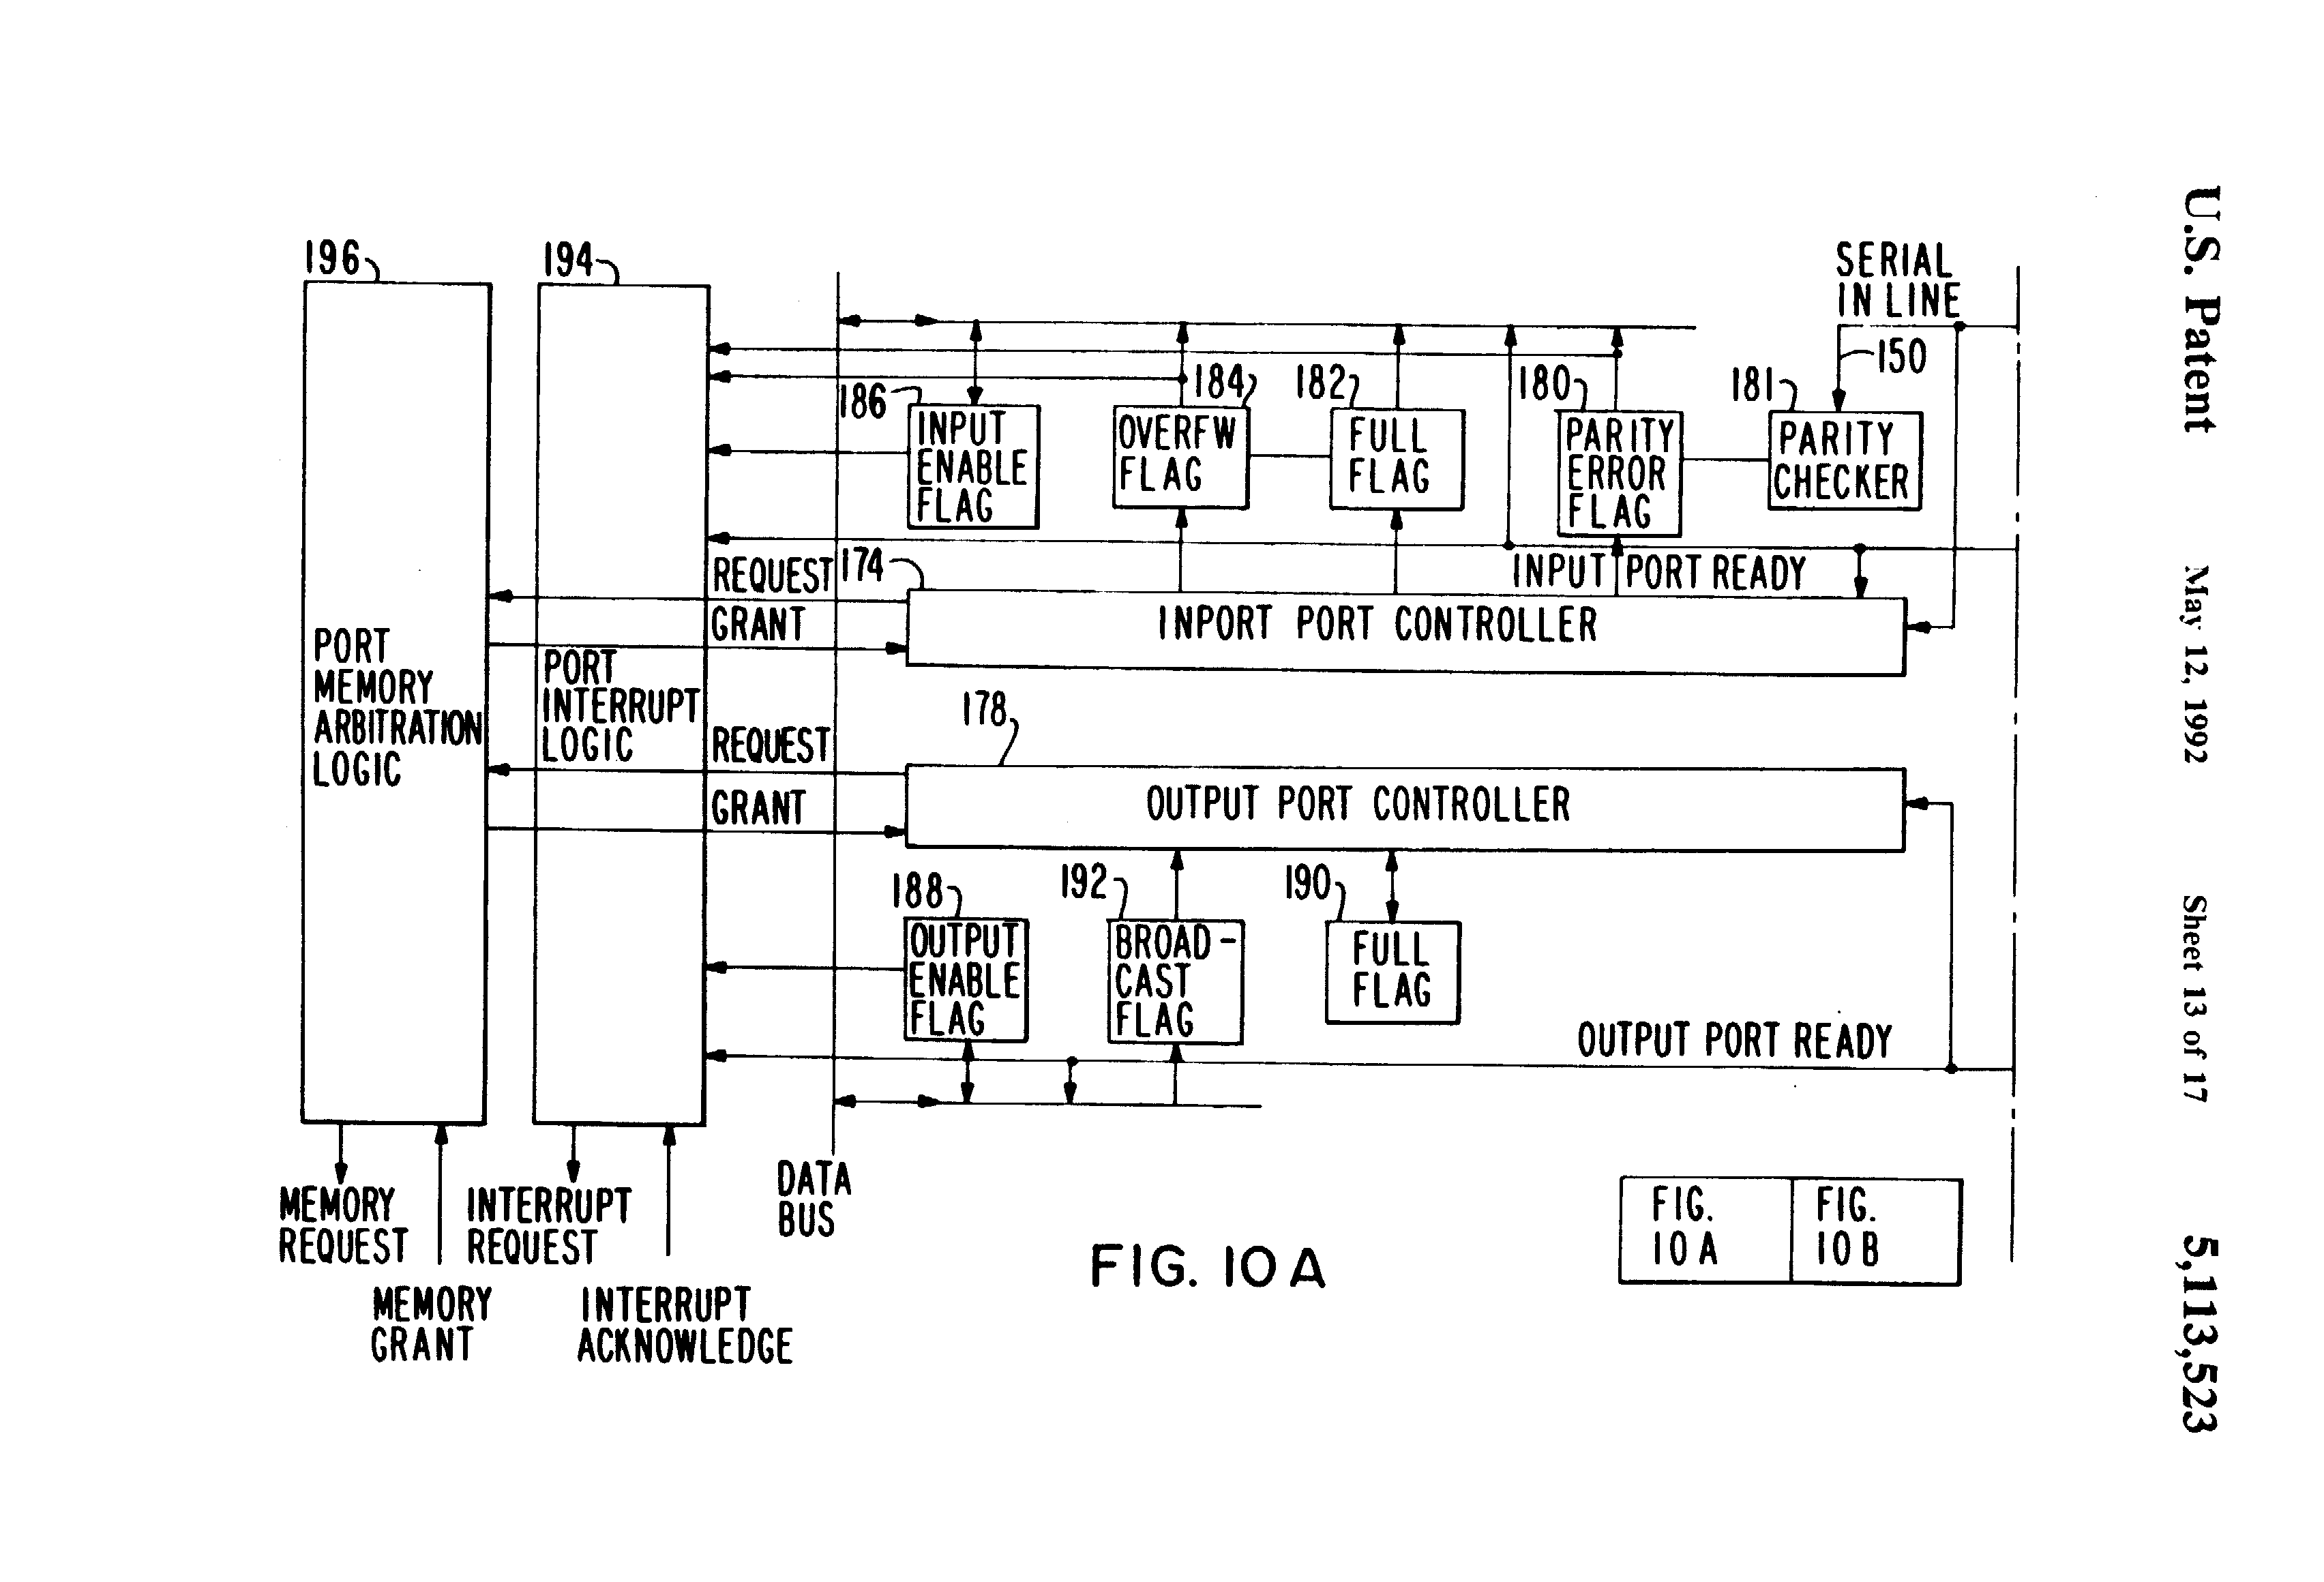 U.S. Patent
May 12, 1992
Sheet 13 of 17
5,113,523
196
194
SERIAL
IN LINE
150
186
184
182
180
181
INPUT
ENABLE
FLAG
OVERFW
FLAG
FULL
FLAG
PARITY
ERROR
FLAG
PARITY
CHECKER
REQUEST
174
INPUT PORT READY
GRANT
INPORT PORT CONTROLLER
PORT
MEMORY
ARBITRATION
LOGIC
PORT
INTERRUPT
LOGIC
178
REQUEST
GRANT
OUTPUT PORT CONTROLLER
188
192
190
OUTPUT
ENABLE
FLAG
BROAD-
CAST
FLAG
FULL
FLAG
OUTPUT PORT READY
MEMORY
REQUEST
INTERRUPT
REQUEST
DATA
BUS
MEMORY
GRANT
INTERRUPT
ACKNOWLEDGE
FIG. 10 A
FIG.
10 A
FIG.
10 B